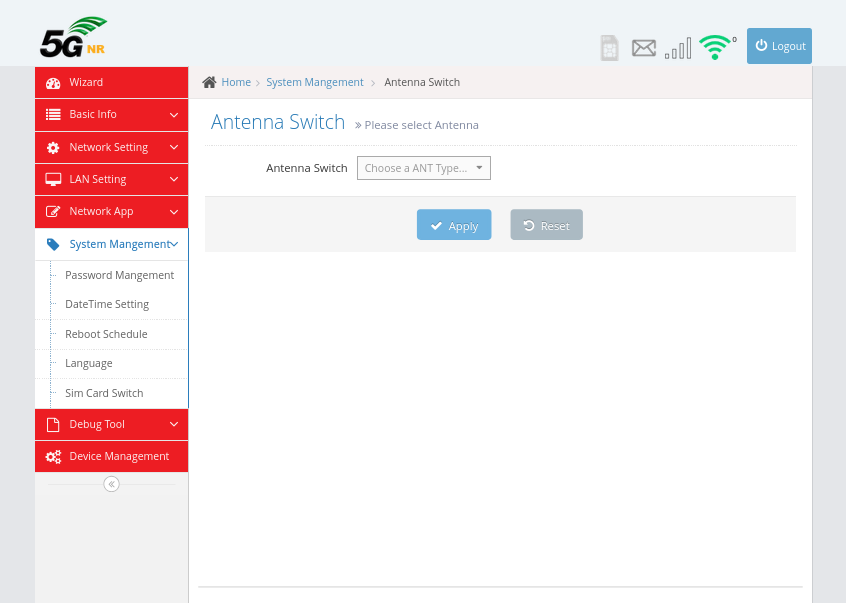 5G NR
0
Logout
Wizard
Basic Info
Network Setting
LAN Setting
Network App
System Mangement
Password Mangement
DateTime Setting
Reboot Schedule
Language
Sim Card Switch
Debug Tool
Device Management
Home > System Mangement > Antenna Switch
Antenna Switch » Please select Antenna
Antenna Switch Choose a ANT Type...
Apply Reset